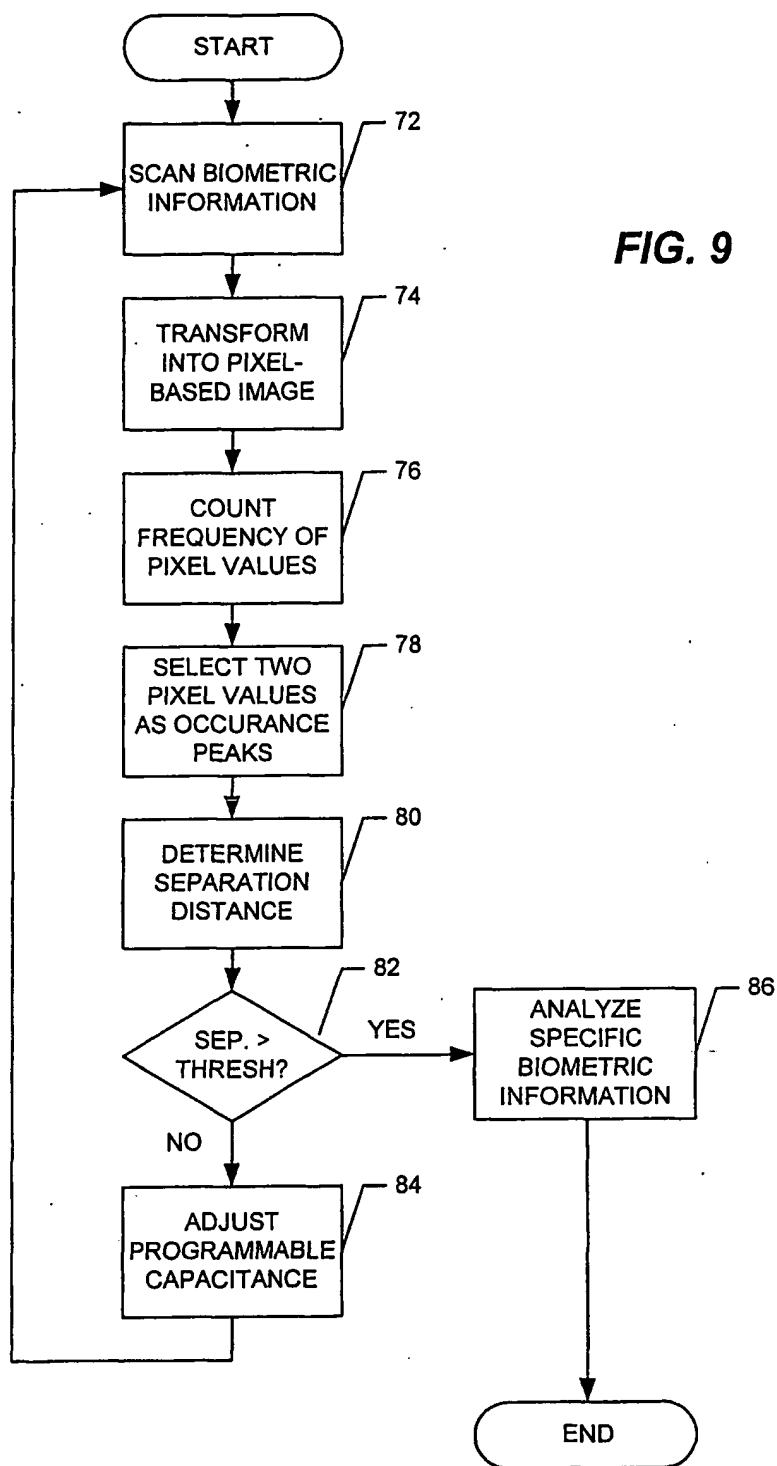 START
72
SCAN BIOMETRIC
INFORMATION
FIG. 9
74
TRANSFORM
INTO PIXEL-
BASED IMAGE
76
COUNT
FREQUENCY OF
PIXEL VALUES
78
SELECT TWO
PIXEL VALUES
AS OCCURANCE
PEAKS
80
DETERMINE
SEPARATION
DISTANCE
82
SEP. >
THRESH?
YES
NO
86
ANALYZE
SPECIFIC
BIOMETRIC
INFORMATION
84
ADJUST
PROGRAMMABLE
CAPACITANCE
END